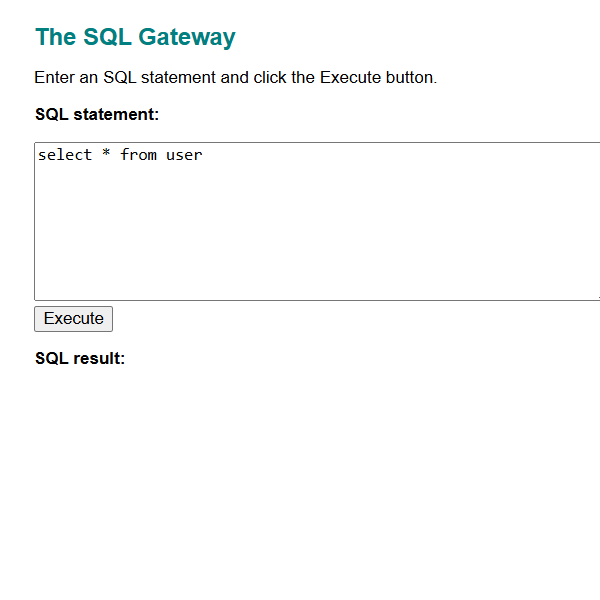 The SQL Gateway
Enter an SQL statement and click the Execute button.
SQL statement:
select * from user
Execute
SQL result: